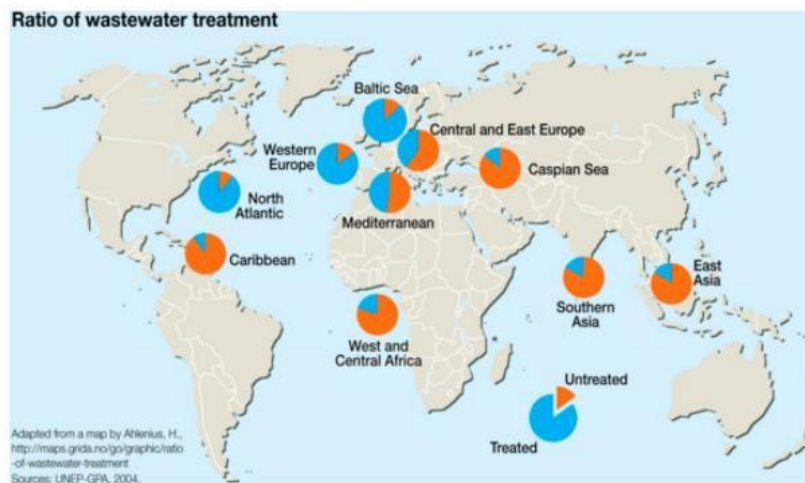 Ratio of wastewater treatment
Baltic Sea
Central and East Europe
Western
Europe
Caspian Sea
North
Atlantic
Mediterranean
Caribbean
East
Asia
Southern
Asia
West and
Central Africa
Untreated
Treated
Adapted from a map by Ahlenius, H.,
http://maps.grida.no/go/graphic/ratio
-of-wastewater-treatment
Sources: UNEP-GPA, 2004.